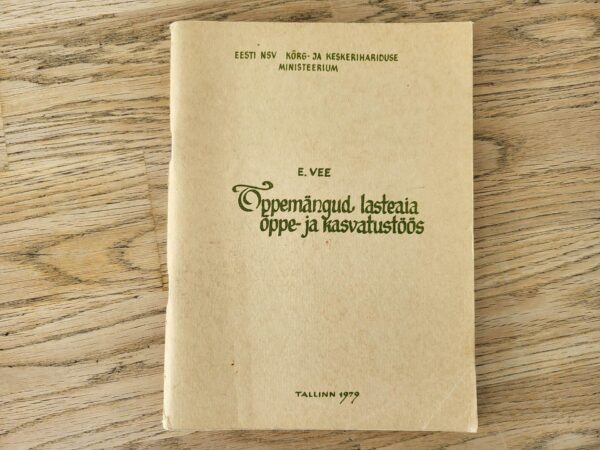 EESTI NSV KÕRG- JA KESKERIHARIDUSE
MINISTEERIUM
E. VEE
Õppemängud lasteaia
õppe- ja kasvatustöös
TALLINN 1979